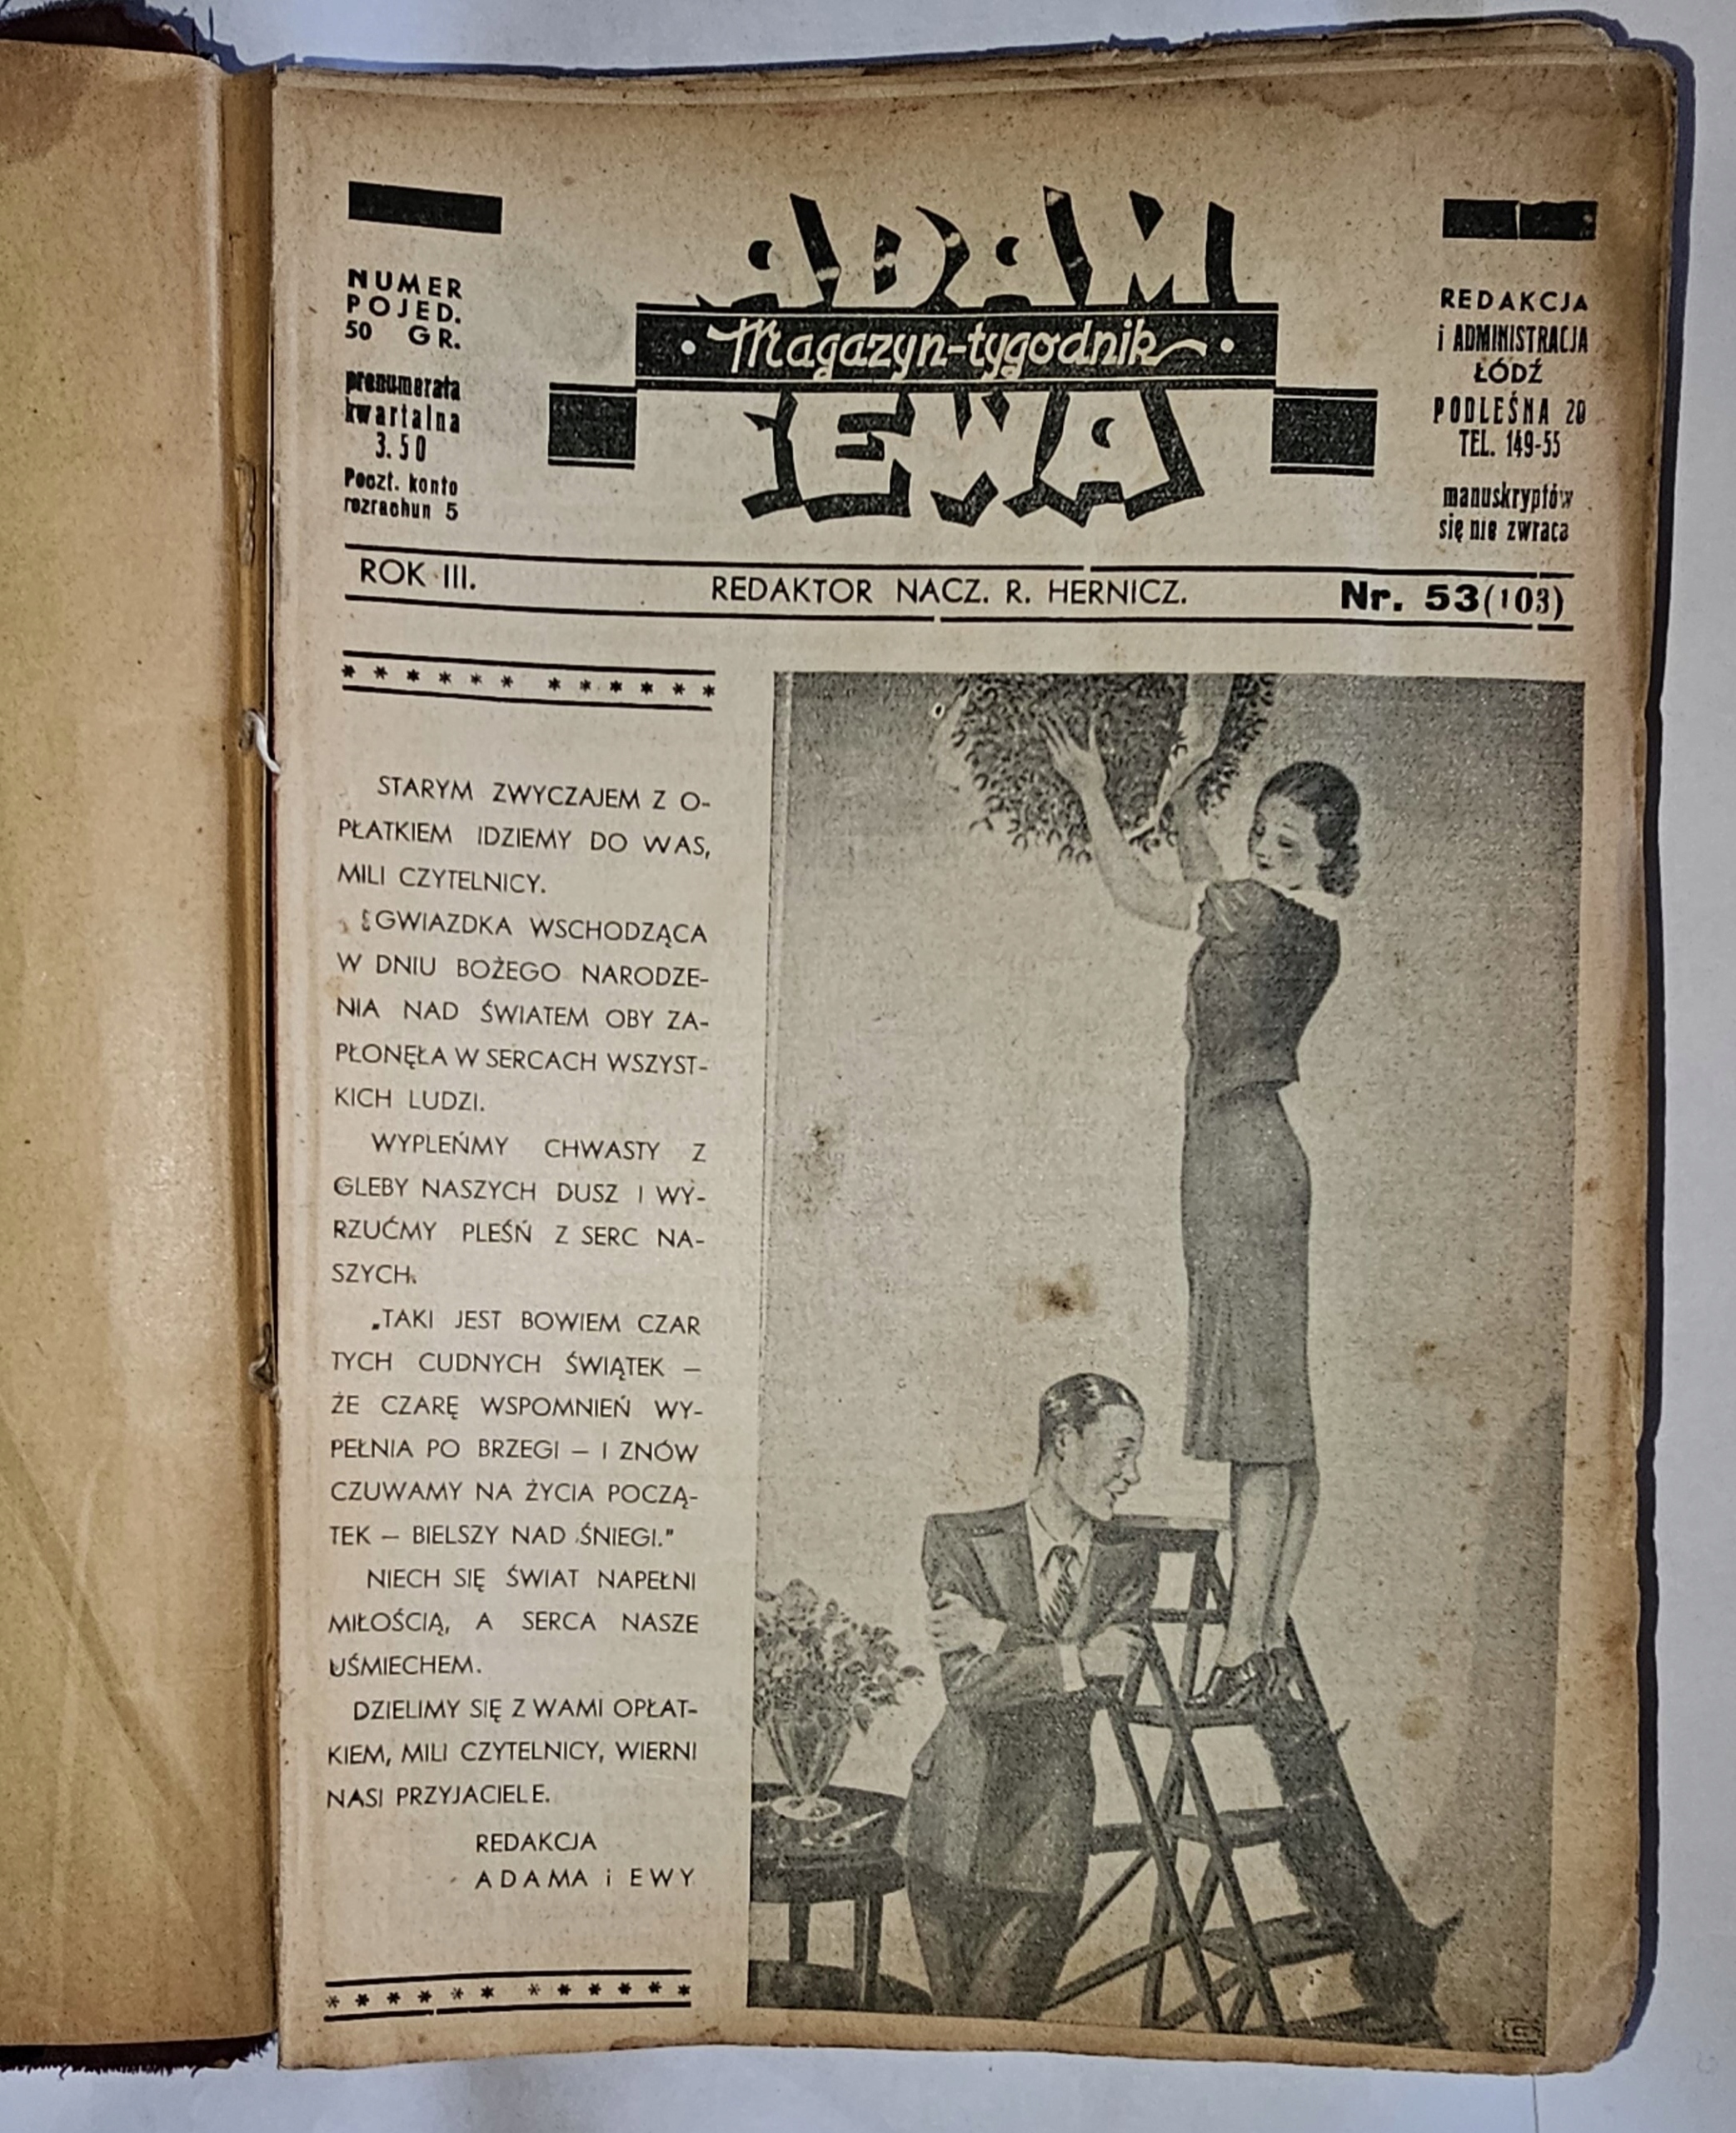 NUMER
POJED.
50 GR.
prenumerata
kwartalna
3.50
Poczt. konto
rozrachun 5
ADAM
• Magazyn-tygodnik •
i EWA
REDAKCJA
i ADMINISTRACJA
ŁÓDŹ
PODLEŚNA 20
TEL. 149-55
manuskryptów
się nie zwraca
ROK III.
REDAKTOR NACZ. R. HERNICZ.
Nr. 53(103)
* * * * * * * * * * * *
STARYM ZWYCZAJEM Z O-
PŁATKIEM IDZIEMY DO WAS,
MILI CZYTELNICY.
GWIAZDKA WSCHODZĄCA
W DNIU BOŻEGO NARODZE-
NIA NAD ŚWIATEM OBY ZA-
PŁONĘŁA W SERCACH WSZYST-
KICH LUDZI.
WYPLEŃMY CHWASTY Z
GLEBY NASZYCH DUSZ I WY-
RZUĆMY PLEŚŃ Z SERC NA-
SZYCH.
„TAKI JEST BOWIEM CZAR
TYCH CUDNYCH ŚWIĄTEK —
ŻE CZARĘ WSPOMNIEŃ WY-
PEŁNIA PO BRZEGI — I ZNÓW
CZUWAMY NA ŻYCIA POCZĄ-
TEK — BIELSZY NAD ŚNIEGI."
NIECH SIĘ ŚWIAT NAPEŁNI
MIŁOŚCIĄ, A SERCA NASZE
UŚMIECHEM.
DZIELIMY SIĘ Z WAMI OPŁAT-
KIEM, MILI CZYTELNICY, WIERNI
NASI PRZYJACIELE.
REDAKCJA
ADAMA i EWY
* * * * * * * * * * * *